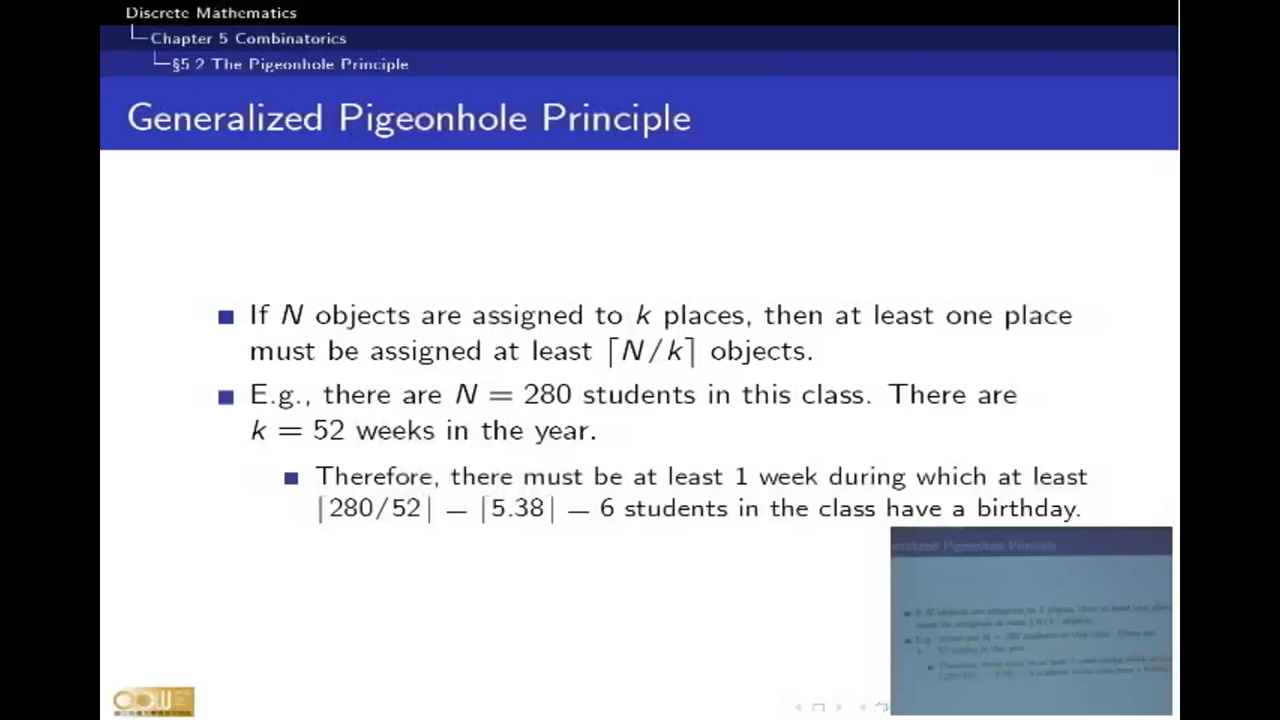 Discrete Mathematics
Chapter 5 Combinatorics
§5 2 The Pigeonhole Principle
Generalized Pigeonhole Principle
If N objects are assigned to k places, then at least one place
must be assigned at least ⌈N/k⌉ objects.
E.g., there are N = 280 students in this class. There are
k = 52 weeks in the year.
Therefore, there must be at least 1 week during which at least
⌈280/52⌉ = ⌈5.38⌉ = 6 students in the class have a birthday.
OCW